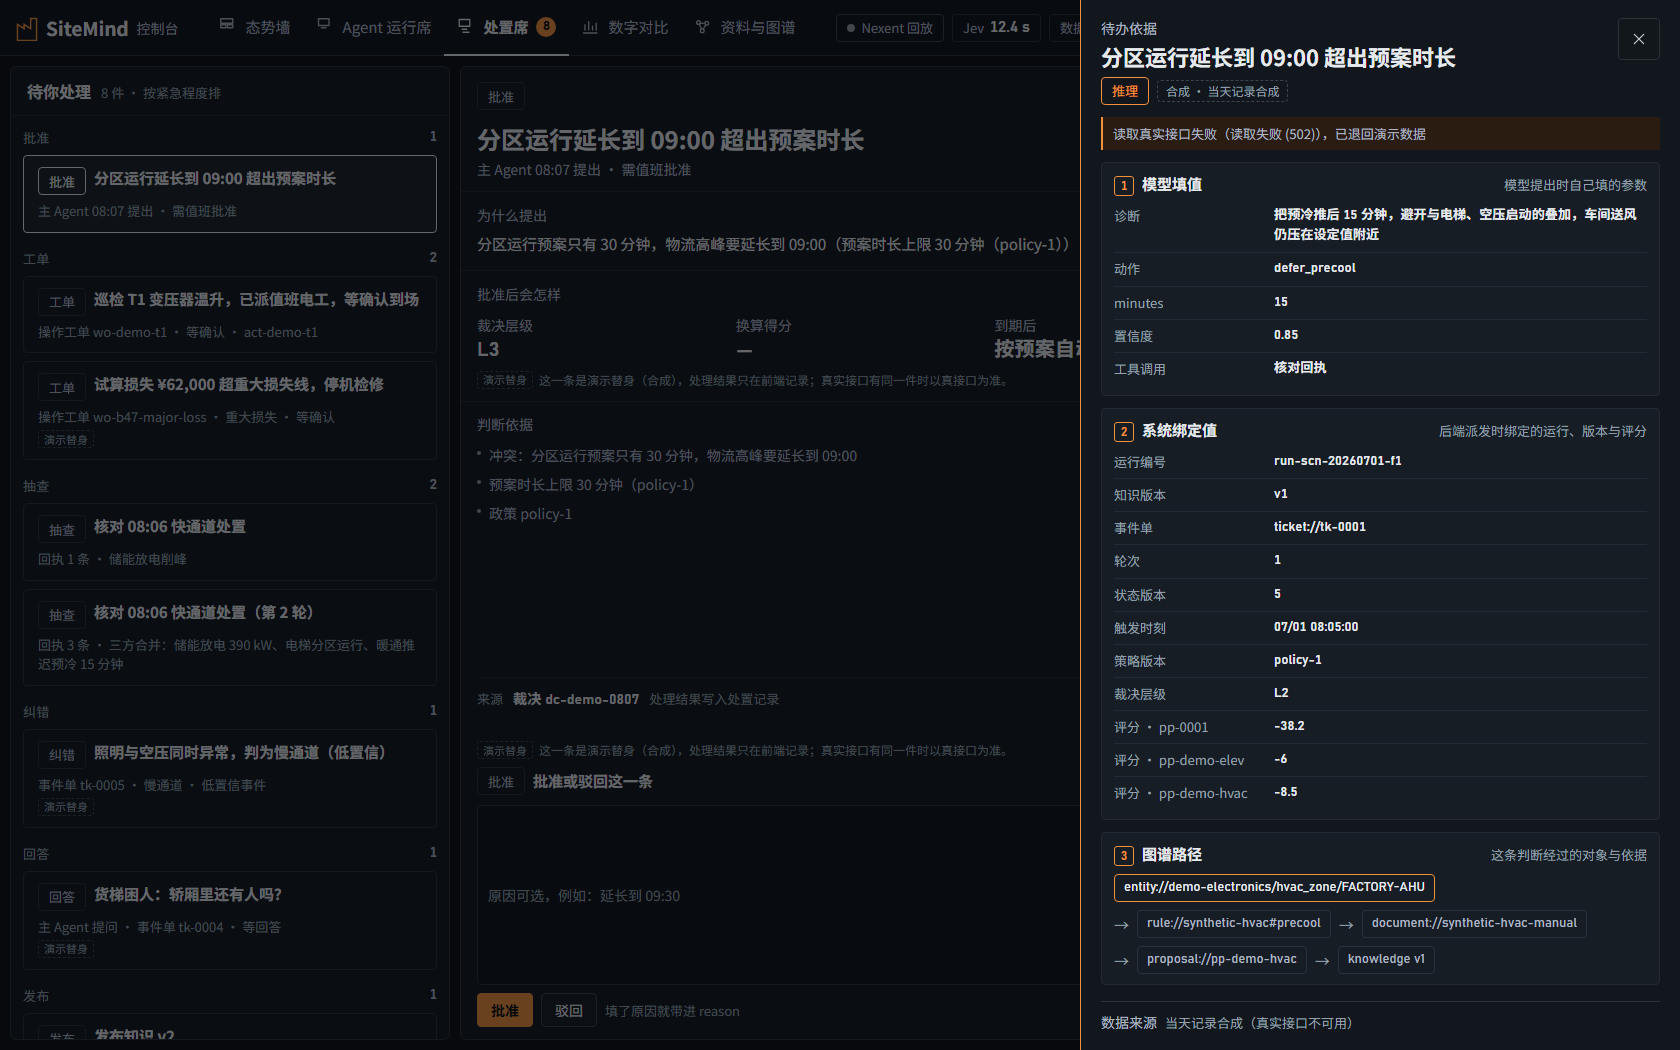 SiteMind 控制台
态势墙
Agent 运行席
处置席 8
数字对比
资料与图谱
Nexent 回放
Jev 12.4 s
待你处理 8 件 · 按紧急程度排
批准 1
批准 分区运行延长到 09:00 超出预案时长
主 Agent 08:07 提出 · 需值班批准
工单 2
工单 巡检 T1 变压器温升，已派值班电工，等确认到场
操作工单 wo-demo-t1 · 等确认 · act-demo-t1
工单 试算损失 ¥62,000 超重大损失线，停机检修
操作工单 wo-b47-major-loss · 重大损失 · 等确认
演示替身
抽查 2
抽查 核对 08:06 快通道处置
回执 1 条 · 储能放电削峰
抽查 核对 08:06 快通道处置（第 2 轮）
回执 3 条 · 三方合并：储能放电 390 kW、电梯分区运行、暖通推
迟预冷 15 分钟
纠错 1
纠错 照明与空压同时异常，判为慢通道（低置信）
事件单 tk-0005 · 慢通道 · 低置信事件
演示替身
回答 1
回答 货梯困人：轿厢里还有人吗?
主 Agent 提问 · 事件单 tk-0004 · 等回答
演示替身
发布 1
发布 发布知识 v2
批准
分区运行延长到 09:00 超出预案时长
主 Agent 08:07 提出 · 需值班批准
为什么提出
分区运行预案只有 30 分钟，物流高峰要延长到 09:00（预案时长上限 30 分钟（policy-1））
批准后会怎样
裁决层级 换算得分 到期后
L3 — 按预案自
演示替身 这一条是演示替身（合成），处理结果只在前端记录；真实接口有同一件时以真接口为准。
判断依据
• 冲突：分区运行预案只有 30 分钟，物流高峰要延长到 09:00
• 预案时长上限 30 分钟（policy-1）
• 政策 policy-1
来源 裁决 dc-demo-0807 处理结果写入处置记录
演示替身 这一条是演示替身（合成），处理结果只在前端记录；真实接口有同一件时以真接口为准。
批准 批准或驳回这一条
原因可选，例如：延长到 09:30
批准 驳回 填了原因就带进 reason
待办依据
分区运行延长到 09:00 超出预案时长
推理 合成 · 当天记录合成
读取真实接口失败（读取失败 (502)），已退回演示数据
1 模型填值 模型提出时自己填的参数
诊断 把预冷推后 15 分钟，避开与电梯、空压启动的叠加，车间送风
仍压在设定值附近
动作 defer_precool
minutes 15
置信度 0.85
工具调用 核对回执
2 系统绑定值 后端派发时绑定的运行、版本与评分
运行编号 run-scn-20260701-f1
知识版本 v1
事件单 ticket://tk-0001
轮次 1
状态版本 5
触发时刻 07/01 08:05:00
策略版本 policy-1
裁决层级 L2
评分 · pp-0001 -38.2
评分 · pp-demo-elev -6
评分 · pp-demo-hvac -8.5
3 图谱路径 这条判断经过的对象与依据
entity://demo-electronics/hvac_zone/FACTORY-AHU
→ rule://synthetic-hvac#precool → document://synthetic-hvac-manual
→ proposal://pp-demo-hvac → knowledge v1
数据来源 当天记录合成（真实接口不可用）